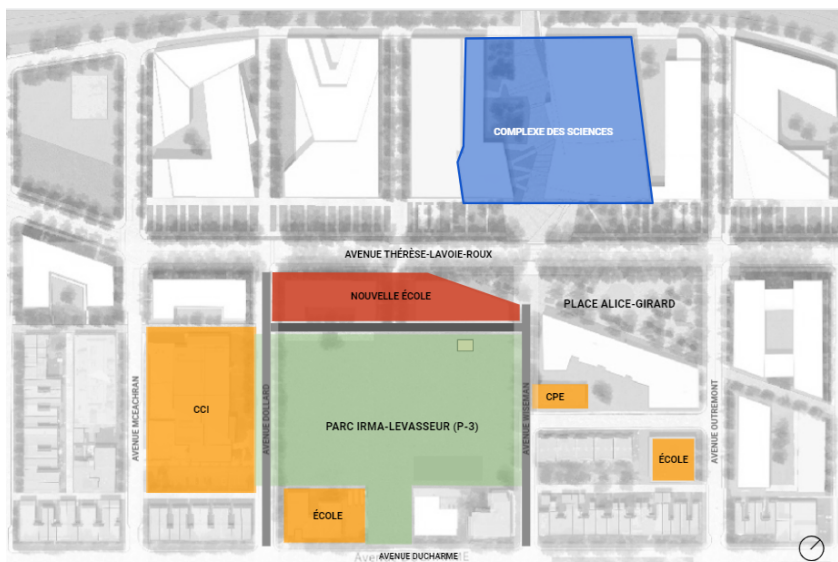 COMPLEXE DES SCIENCES
AVENUE THÉRÈSE-LAVOIE-ROUX
NOUVELLE ÉCOLE
PLACE ALICE-GIRARD
AVENUE MCEACHRAN
CCI
AVENUE DOLLARD
PARC IRMA-LEVASSEUR (P-3)
AVENUE WISEMAN
CPE
AVENUE OUTREMONT
ÉCOLE
ÉCOLE
AVENUE DUCHARME